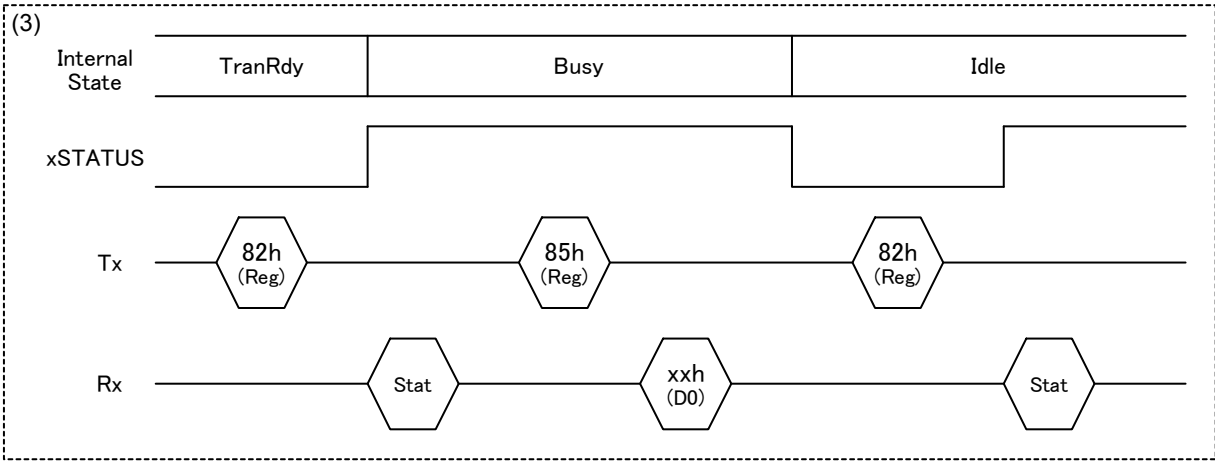 (3)
Internal
State
TranRdy
Busy
Idle
xSTATUS
Tx
82h
(Reg)
85h
(Reg)
82h
(Reg)
Rx
Stat
xxh
(D0)
Stat